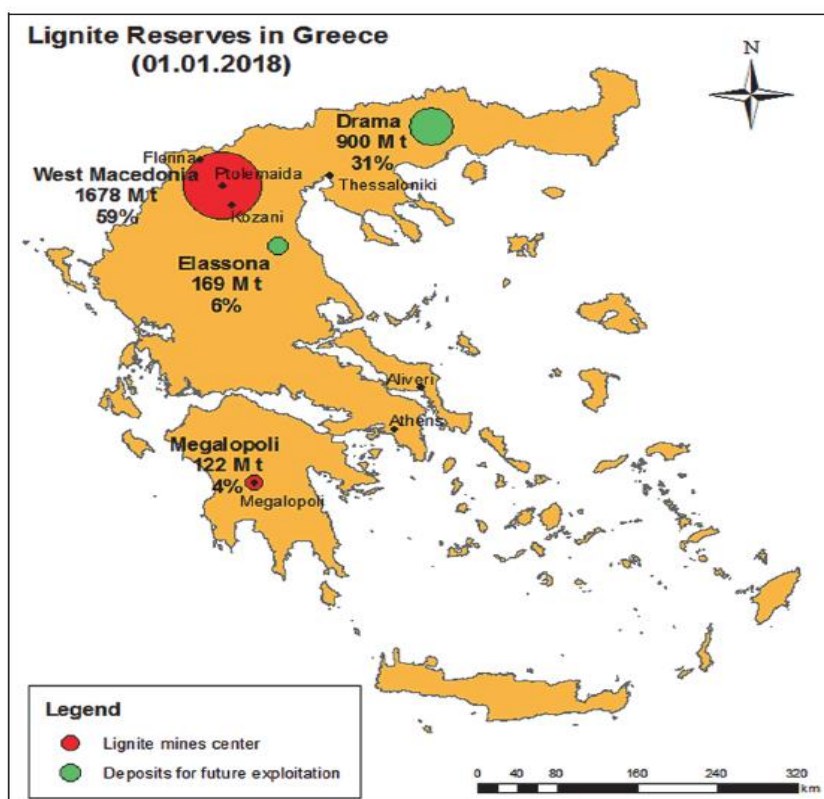 Lignite Reserves in Greece
(01.01.2018)
N
Drama
900 M t
31%
Florina
West Macedonia
1678 M t
59%
Ptolemaida
Kozani
Thessaloniki
Elassona
169 M t
6%
Aliveri
Athens
Megalopoli
122 M t
4%
Megalopoli
Legend
Lignite mines center
Deposits for future exploitation
0 40 80 160 240 320
km